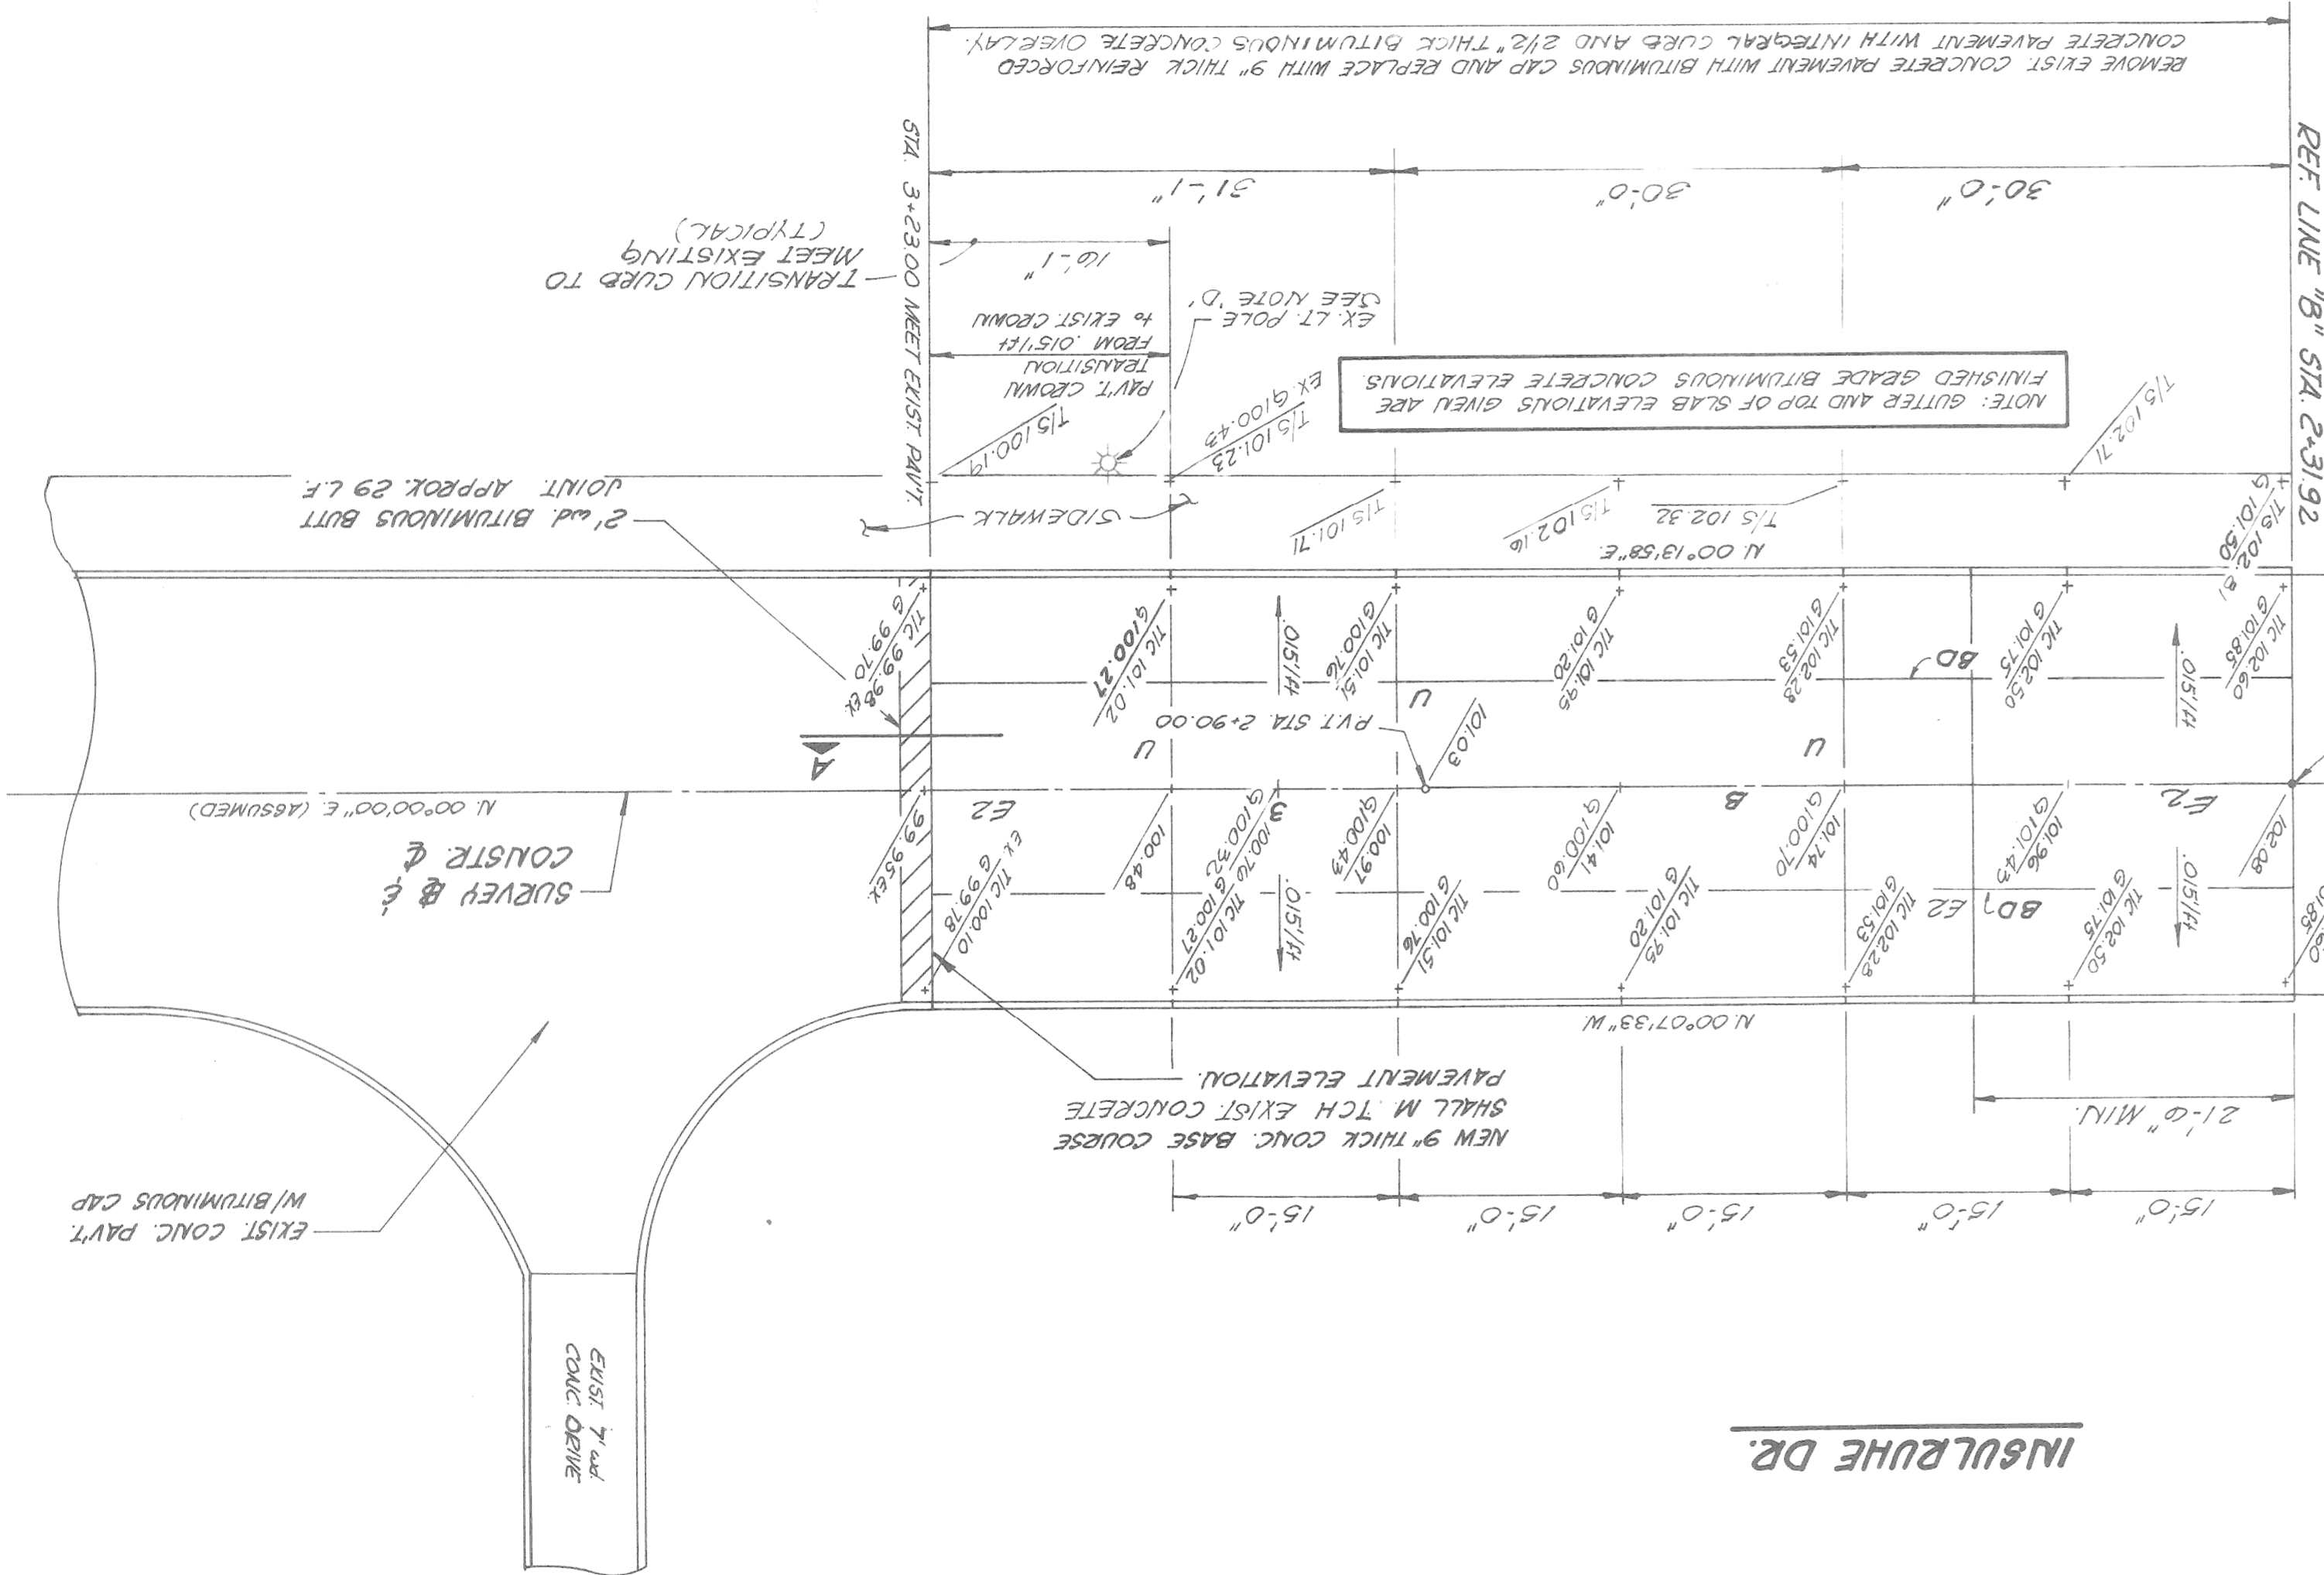 EXIST. 7' wd.
CONC. DRIVE
INSULRUHE DR.
15'-0"
15'-0"
15'-0"
15'-0"
15'-0"
EXIST. CONC. PAV'T.
W/BITUMINOUS CAP
21'-6" MIN.
NEW 9" THICK CONC. BASE COURSE
SHALL M TCH EXIST. CONCRETE
PAVEMENT ELEVATION.
N. 00°07'33" W.
T/C 102.50
G 101.75
T/C 102.28
G 101.53
T/C 101.95
G 101.20
T/C 101.51
G 100.76
T/C 101.02
G 100.27
T/C 100.10
EX. G 99.78
.015'/ft
.015'/ft
BD
E2
SURVEY B & 
CONSTR. ℄
N. 00°00'00" E. (ASSUMED)
102.08
101.96
G 101.43
101.74
G 100.70
101.41
G 100.60
100.97
G 100.43
100.70
G 100.32
100.48
99.95 EX.
E2
B
3
E2
101.03
P.V.T. STA. 2+90.00
U
U
U
A
.015'/ft
.015'/ft
BD
T/C 102.60
G 101.85
T/C 102.50
G 101.75
T/C 102.28
G 101.53
T/C 101.95
G 101.20
T/C 101.51
G 100.76
T/C 101.02
G 100.27
T/C 99.98
G 99.70 EX.
N. 00°13'58" E.
T/S 102.81
G 101.50
T/S 102.71
T/S 102.32
T/S 102.16
T/S 101.71
T/S 101.23
EX. G 100.43
T/S 100.19
SIDEWALK
2' wd. BITUMINOUS BUTT
JOINT. APPROX. 29 L.F.
NOTE: GUTTER AND TOP OF SLAB ELEVATIONS GIVEN ARE
FINISHED GRADE BITUMINOUS CONCRETE ELEVATIONS.
PAV'T. CROWN
TRANSITION
FROM .015'/ft
to EXIST. CROWN
EX. LT. POLE
SEE NOTE 'D'
16'-1"
TRANSITION CURB TO
MEET EXISTING
(TYPICAL)
REF. LINE "B" STA. 2+31.92
STA. 3+23.00 MEET EXIST. PAV'T.
30'-0"
30'-0"
31'-1"
REMOVE EXIST. CONCRETE PAVEMENT WITH BITUMINOUS CAP AND REPLACE WITH 9" THICK REINFORCED
CONCRETE PAVEMENT WITH INTEGRAL CURB AND 2½" THICK BITUMINOUS CONCRETE OVERLAY.